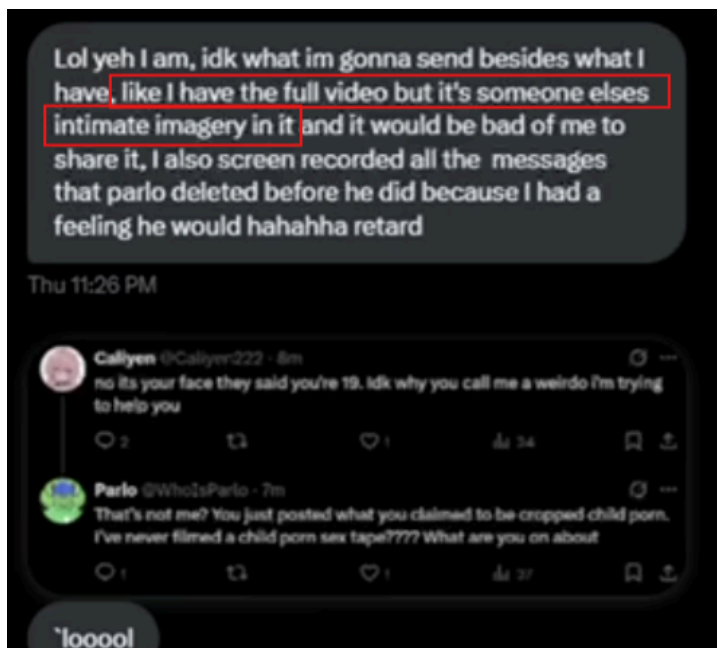 Lol yeh I am, idk what im gonna send besides what I
have, like I have the full video but it's someone elses
intimate imagery in it and it would be bad of me to
share it, I also screen recorded all the messages
that parlo deleted before he did because I had a
feeling he would hahahha retard
Thu 11:26 PM
Caliyen @Caliyen222 · 8m
no its your face they said you're 19. Idk why you call me a weirdo i'm trying
to help you
2 1 34
Parlo @WhoIsParlo · 7m
That's not me? You just posted what you claimed to be cropped child porn.
I've never filmed a child porn sex tape???? What are you on about
1 1 37
`looool